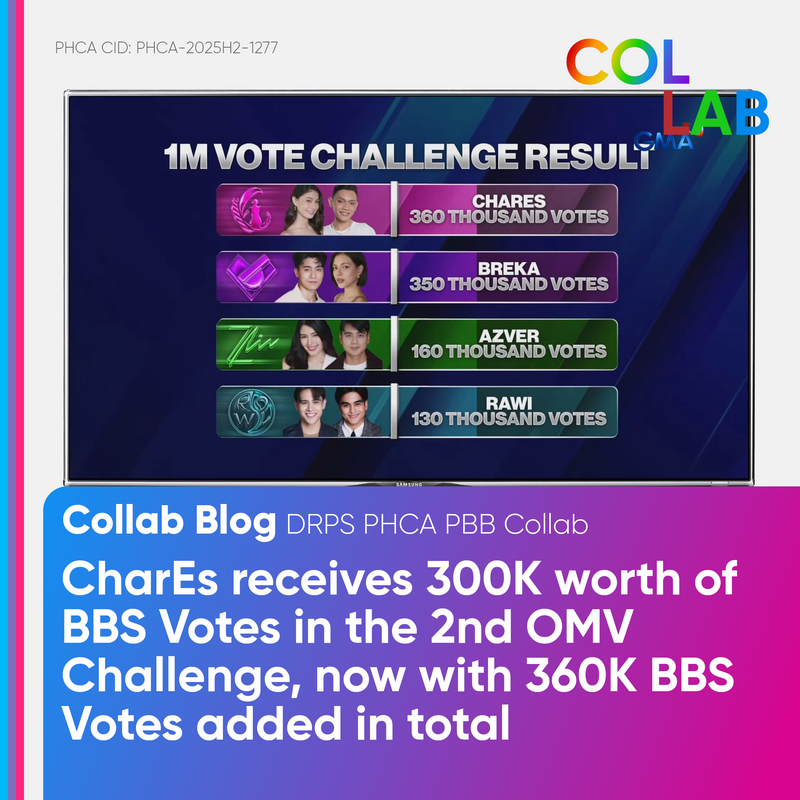 PHCA CID: PHCA-2025H2-1277
COL
LAB
GMA
1M VOTE CHALLENGE RESULT
CHARES
360 THOUSAND VOTES
BREKA
350 THOUSAND VOTES
AZVER
160 THOUSAND VOTES
RAWI
130 THOUSAND VOTES
SAMSUNG
Collab Blog DRPS PHCA PBB Collab
CharEs receives 300K worth of
BBS Votes in the 2nd OMV
Challenge, now with 360K BBS
Votes added in total